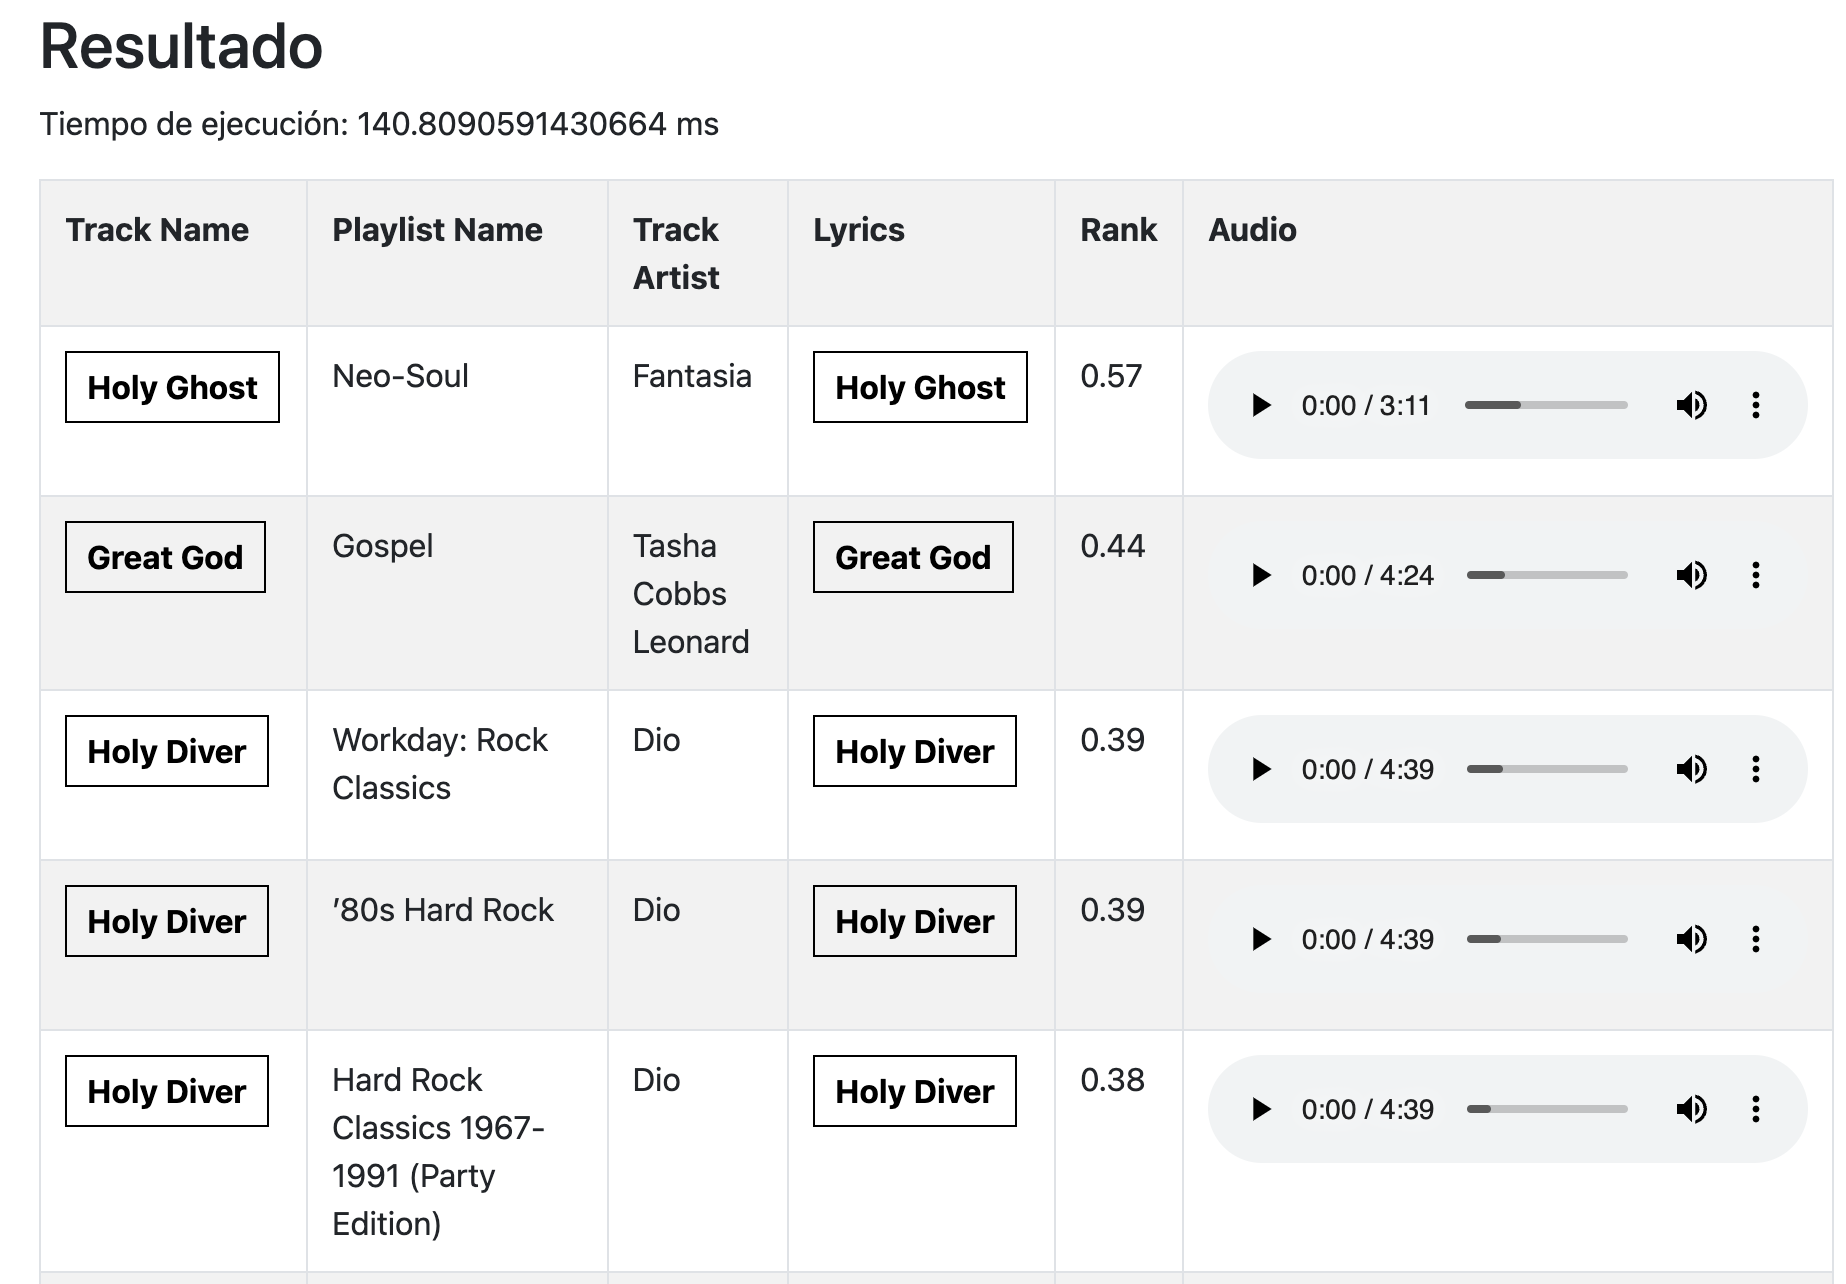 Resultado
Tiempo de ejecución: 140.8090591430664 ms
Track Name Playlist Name Track Artist Lyrics Rank Audio
Holy Ghost Neo-Soul Fantasia Holy Ghost 0.57 0:00 / 3:11
Great God Gospel Tasha Cobbs Leonard Great God 0.44 0:00 / 4:24
Holy Diver Workday: Rock Classics Dio Holy Diver 0.39 0:00 / 4:39
Holy Diver ’80s Hard Rock Dio Holy Diver 0.39 0:00 / 4:39
Holy Diver Hard Rock Classics 1967-1991 (Party Edition) Dio Holy Diver 0.38 0:00 / 4:39